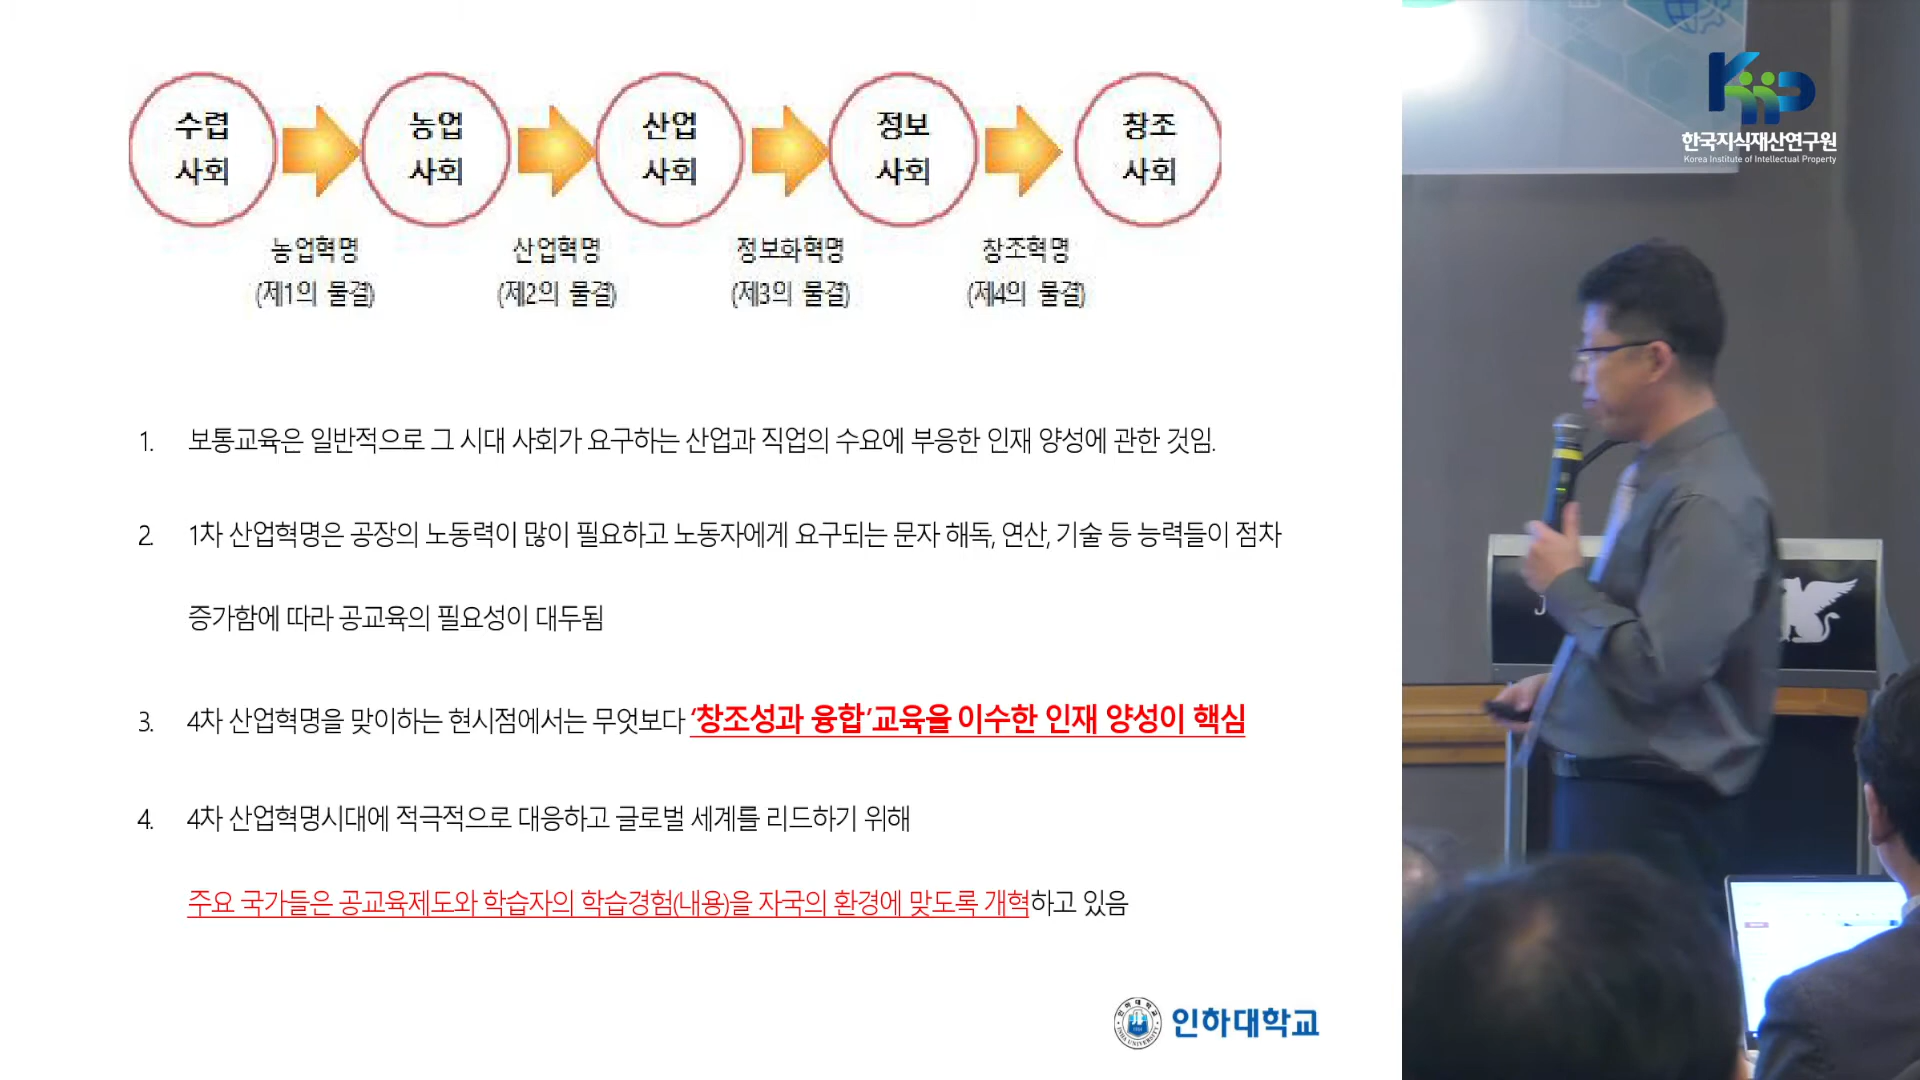 수렵
사회
농업
사회
산업
사회
정보
사회
창조
사회
농업혁명
(제1의 물결)
산업혁명
(제2의 물결)
정보화혁명
(제3의 물결)
창조혁명
(제4의 물결)
1. 보통교육은 일반적으로 그 시대 사회가 요구하는 산업과 직업의 수요에 부응한 인재 양성에 관한 것임.
2. 1차 산업혁명은 공장의 노동력이 많이 필요하고 노동자에게 요구되는 문자 해독, 연산, 기술 등 능력들이 점차
증가함에 따라 공교육의 필요성이 대두됨
3. 4차 산업혁명을 맞이하는 현시점에서는 무엇보다 ‘창조성과 융합’교육을 이수한 인재 양성이 핵심
4. 4차 산업혁명시대에 적극적으로 대응하고 글로벌 세계를 리드하기 위해
주요 국가들은 공교육제도와 학습자의 학습경험(내용)을 자국의 환경에 맞도록 개혁하고 있음
인하대학교
KIIP
한국지식재산연구원
Korea Institute of Intellectual Property